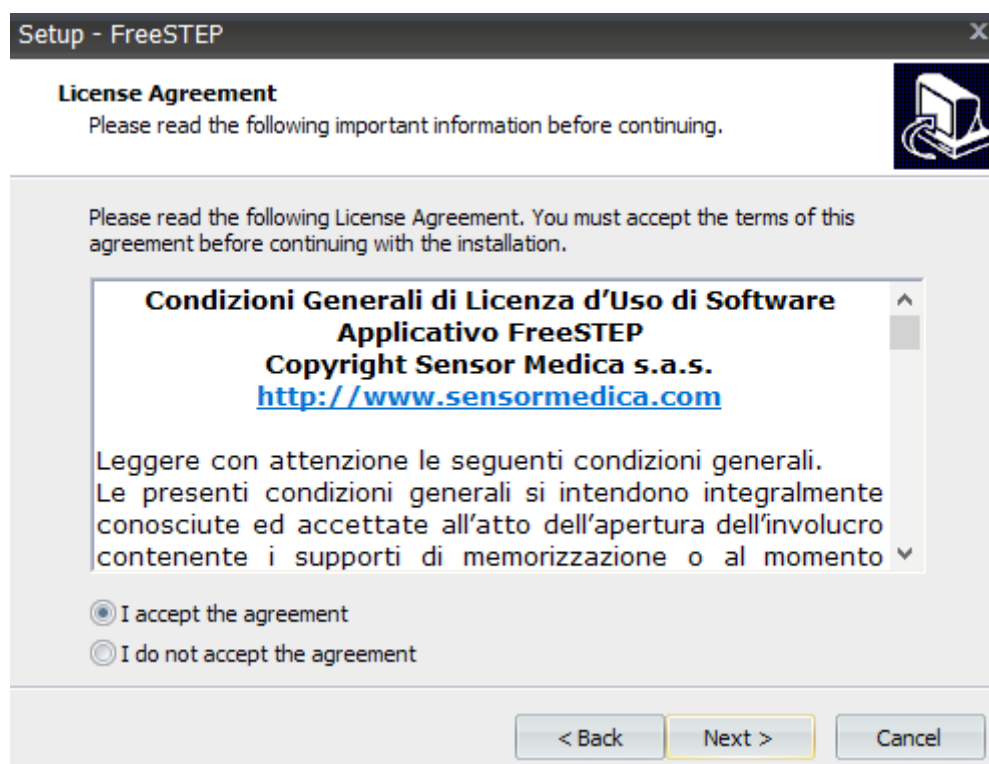 Setup - FreeSTEP
x
License Agreement
Please read the following important information before continuing.
Please read the following License Agreement. You must accept the terms of this
agreement before continuing with the installation.
Condizioni Generali di Licenza d’Uso di Software
Applicativo FreeSTEP
Copyright Sensor Medica s.a.s.
http://www.sensormedica.com
Leggere con attenzione le seguenti condizioni generali.
Le presenti condizioni generali si intendono integralmente
conosciute ed accettate all’atto dell’apertura dell’involucro
contenente i supporti di memorizzazione o al momento
I accept the agreement
I do not accept the agreement
< Back Next > Cancel